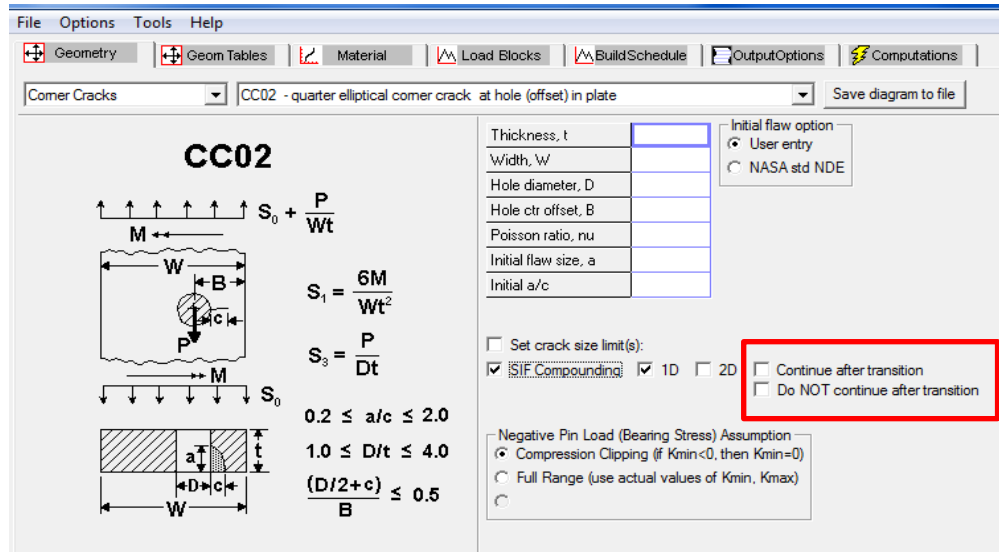 File Options Tools Help
Geometry Geom Tables Material Load Blocks BuildSchedule OutputOptions Computations
Corner Cracks CC02 - quarter elliptical corner crack at hole (offset) in plate Save diagram to file
CC02
S₀ + P/Wt
M
W
B
c
P
S₁ = 6M/Wt²
S₃ = P/Dt
M
S₀
0.2 ≤ a/c ≤ 2.0
1.0 ≤ D/t ≤ 4.0
(D/2+c)/B ≤ 0.5
a t
D c
W
Thickness, t
Width, W
Hole diameter, D
Hole ctr offset, B
Poisson ratio, nu
Initial flaw size, a
Initial a/c
Initial flaw option
User entry
NASA std NDE
Set crack size limit(s):
SIF Compounding 1D 2D Continue after transition
Do NOT continue after transition
Negative Pin Load (Bearing Stress) Assumption
Compression Clipping (if Kmin<0, then Kmin=0)
Full Range (use actual values of Kmin, Kmax)